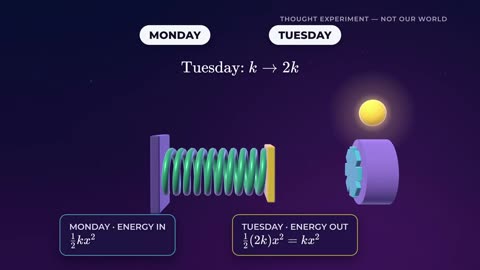 THOUGHT EXPERIMENT — NOT OUR WORLD
MONDAY
TUESDAY
Tuesday: k → 2k
MONDAY · ENERGY IN
½kx²
TUESDAY · ENERGY OUT
½(2k)x² = kx²